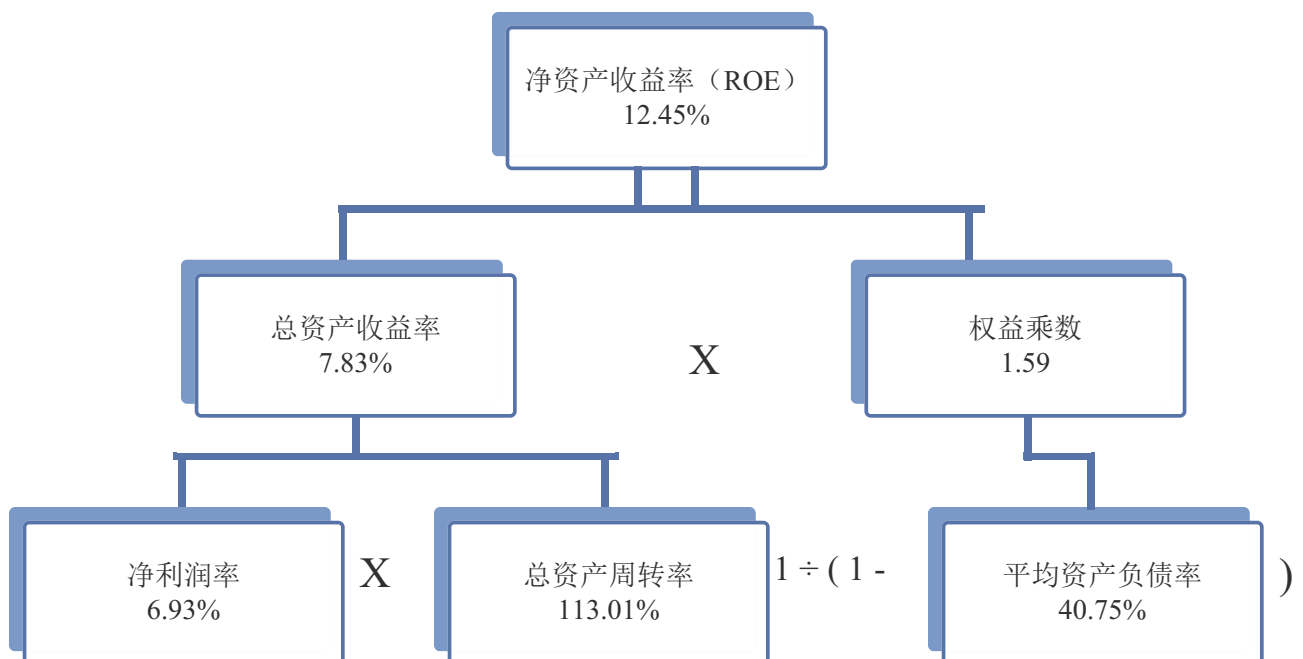 净资产收益率（ROE）
12.45%
总资产收益率
7.83%
X
权益乘数
1.59
净利润率
6.93%
X
总资产周转率
113.01%
1 ÷ ( 1 -
平均资产负债率
40.75%
)